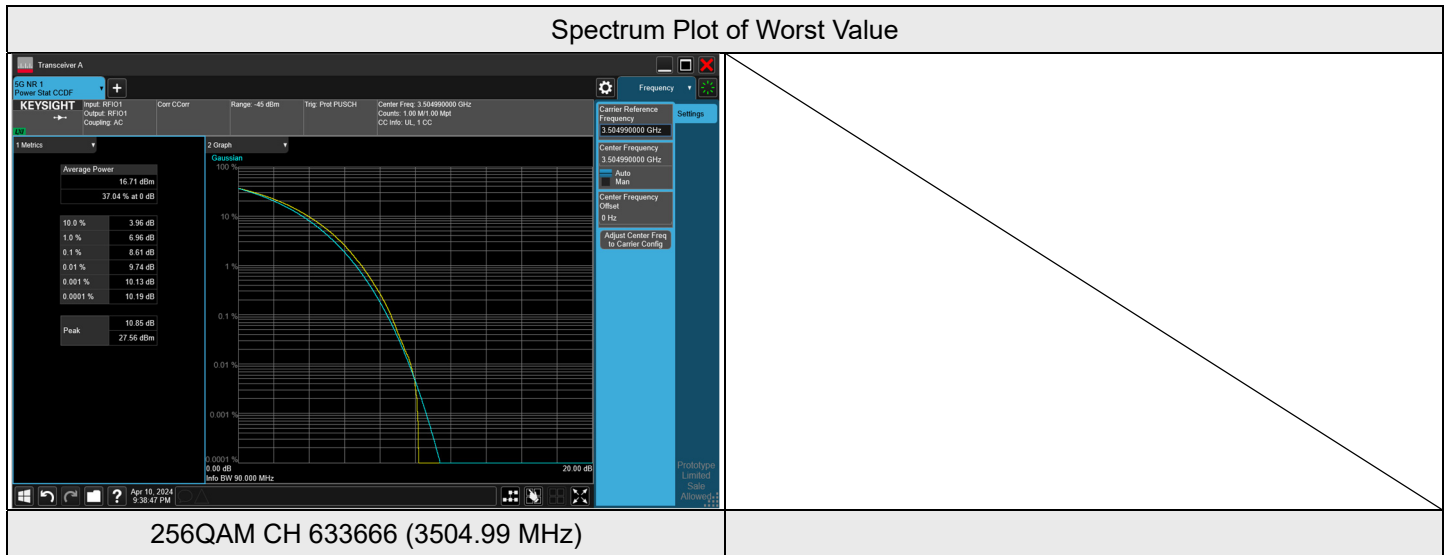 Spectrum Plot of Worst Value
Transceiver A
5G NR 1
Power Stat CCDF
+
Frequency
KEYSIGHT
LXI
Input: RFIO1
Output: RFIO1
Coupling: AC
Corr CCorr
Range: -45 dBm
Trig: Prot PUSCH
Center Freq: 3.504990000 GHz
Counts: 1.00 M/1.00 Mpt
CC Info: UL, 1 CC
Carrier Reference
Frequency
3.504990000 GHz
Settings
Center Frequency
3.504990000 GHz
Auto
Man
Center Frequency
Offset
0 Hz
Adjust Center Freq
to Carrier Config
1 Metrics
Average Power
16.71 dBm
37.04 % at 0 dB
10.0 % 3.96 dB
1.0 % 6.96 dB
0.1 % 8.61 dB
0.01 % 9.74 dB
0.001 % 10.13 dB
0.0001 % 10.19 dB
Peak
10.85 dB
27.56 dBm
2 Graph
Gaussian
100 %
10 %
1 %
0.1 %
0.01 %
0.001 %
0.0001 %
0.00 dB 20.00 dB
Info BW 90.000 MHz
Prototype
Limited
Sale
Allowed
?
Apr 10, 2024
9:38:47 PM
256QAM CH 633666 (3504.99 MHz)